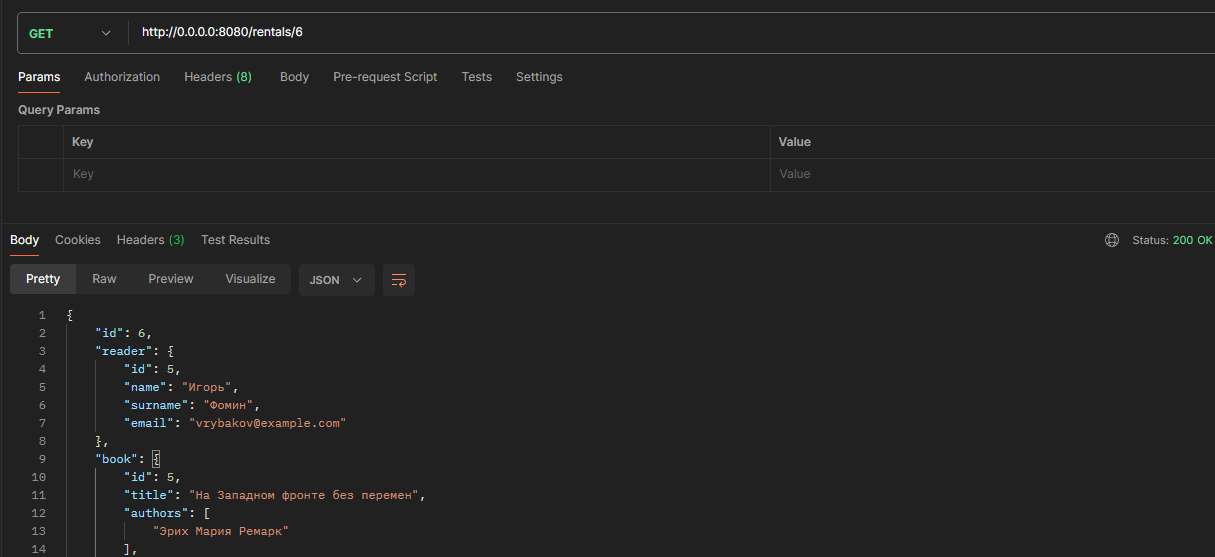 GET http://0.0.0.0:8080/rentals/6
Params Authorization Headers (8) Body Pre-request Script Tests Settings
Query Params
Key Value
Key Value
Body Cookies Headers (3) Test Results Status: 200 OK
Pretty Raw Preview Visualize JSON
1 {
2 "id": 6,
3 "reader": {
4 "id": 5,
5 "name": "Игорь",
6 "surname": "Фомин",
7 "email": "vrybakov@example.com"
8 },
9 "book": {
10 "id": 5,
11 "title": "На Западном фронте без перемен",
12 "authors": [
13 "Эрих Мария Ремарк"
14 ],